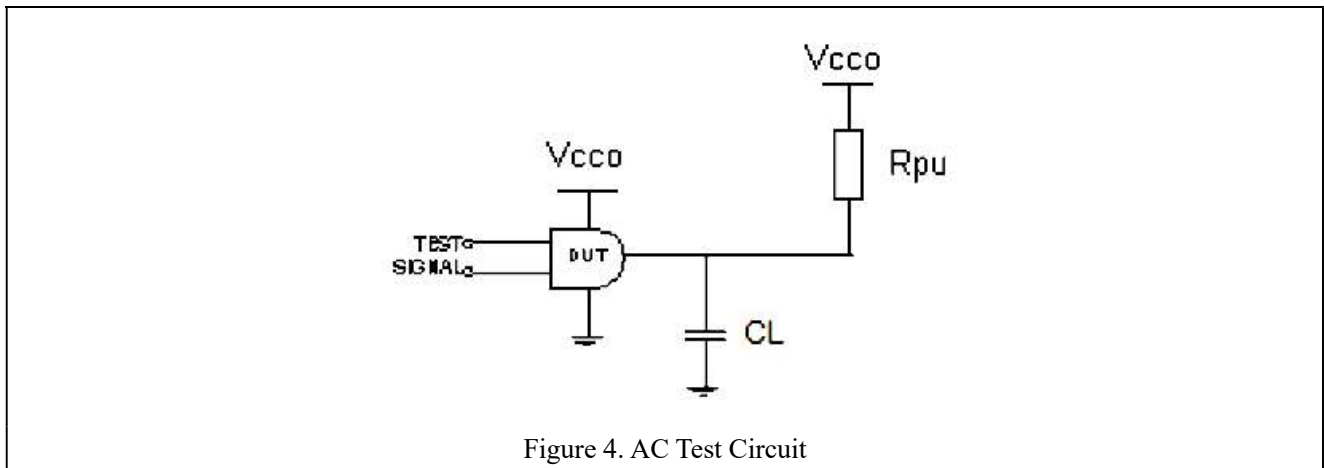 Vcco
Vcco
Rpu
TEST
SIGNAL
DUT
CL
Figure 4. AC Test Circuit